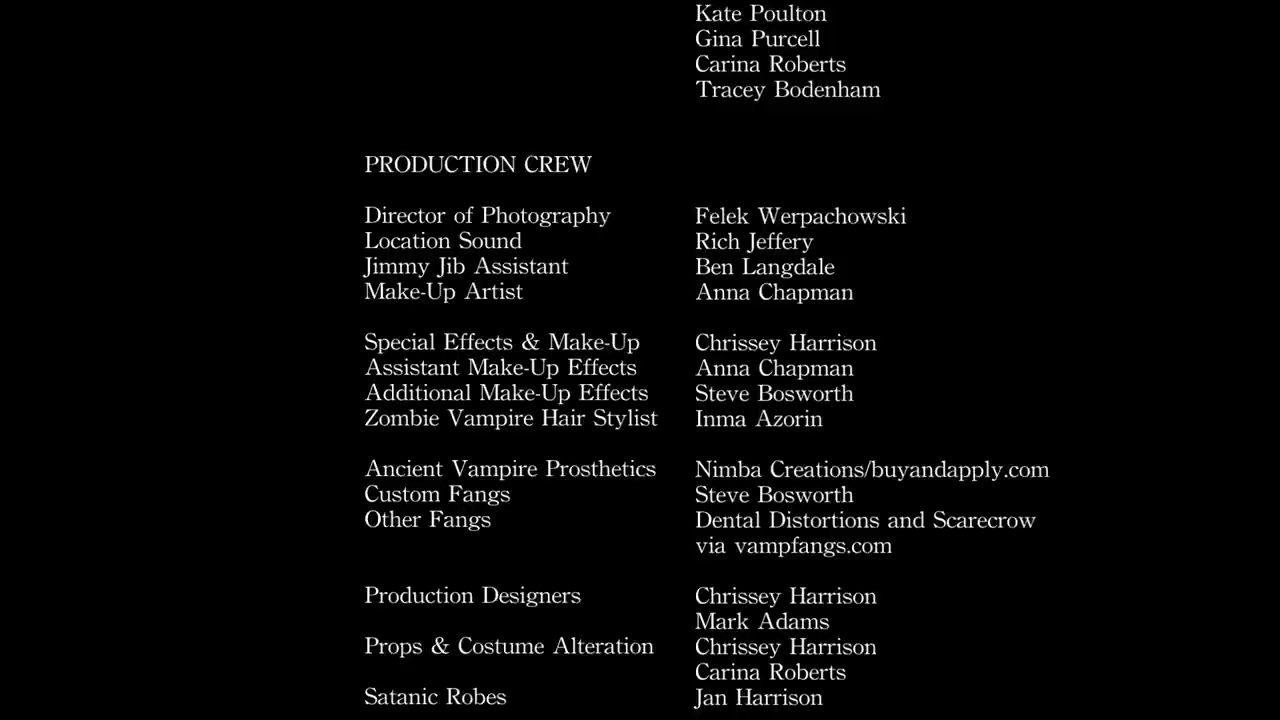 Kate Poulton
Gina Purcell
Carina Roberts
Tracey Bodenham
PRODUCTION CREW
Director of Photography Felek Werpachowski
Location Sound Rich Jeffery
Jimmy Jib Assistant Ben Langdale
Make-Up Artist Anna Chapman
Special Effects & Make-Up Chrissey Harrison
Assistant Make-Up Effects Anna Chapman
Additional Make-Up Effects Steve Bosworth
Zombie Vampire Hair Stylist Inma Azorin
Ancient Vampire Prosthetics Nimba Creations/buyandapply.com
Custom Fangs Steve Bosworth
Other Fangs Dental Distortions and Scarecrow
via vampfangs.com
Production Designers Chrissey Harrison
Mark Adams
Props & Costume Alteration Chrissey Harrison
Carina Roberts
Satanic Robes Jan Harrison